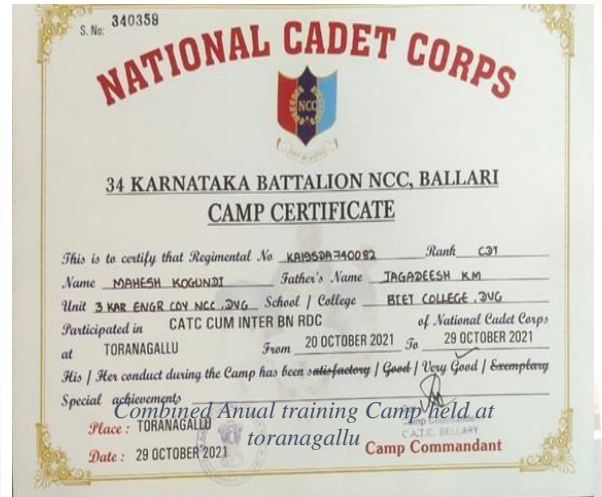 S. No: 340359
NATIONAL CADET CORPS
NCC
34 KARNATAKA BATTALION NCC, BALLARI
CAMP CERTIFICATE
This is to certify that Regimental No KA19SDA740082 Rank CDT
Name MAHESH KOGUNDI Father's Name JAGADEESH K.M
Unit 3 KAR ENGR COY NCC, DVG School / College BIET COLLEGE, DVG
Participated in CATC CUM INTER BN RDC of National Cadet Corps
at TORANAGALLU From 20 OCTOBER 2021 To 29 OCTOBER 2021
His / Her conduct during the Camp has been satisfactory / Good / Very Good / Exemplary
Special achievements
Combined Anual training Camp held at
toranagallu
Place : TORANAGALLU
Camp Commandant
C.A.T.C. BELLARY
Date : 29 OCTOBER 2021 Camp Commandant